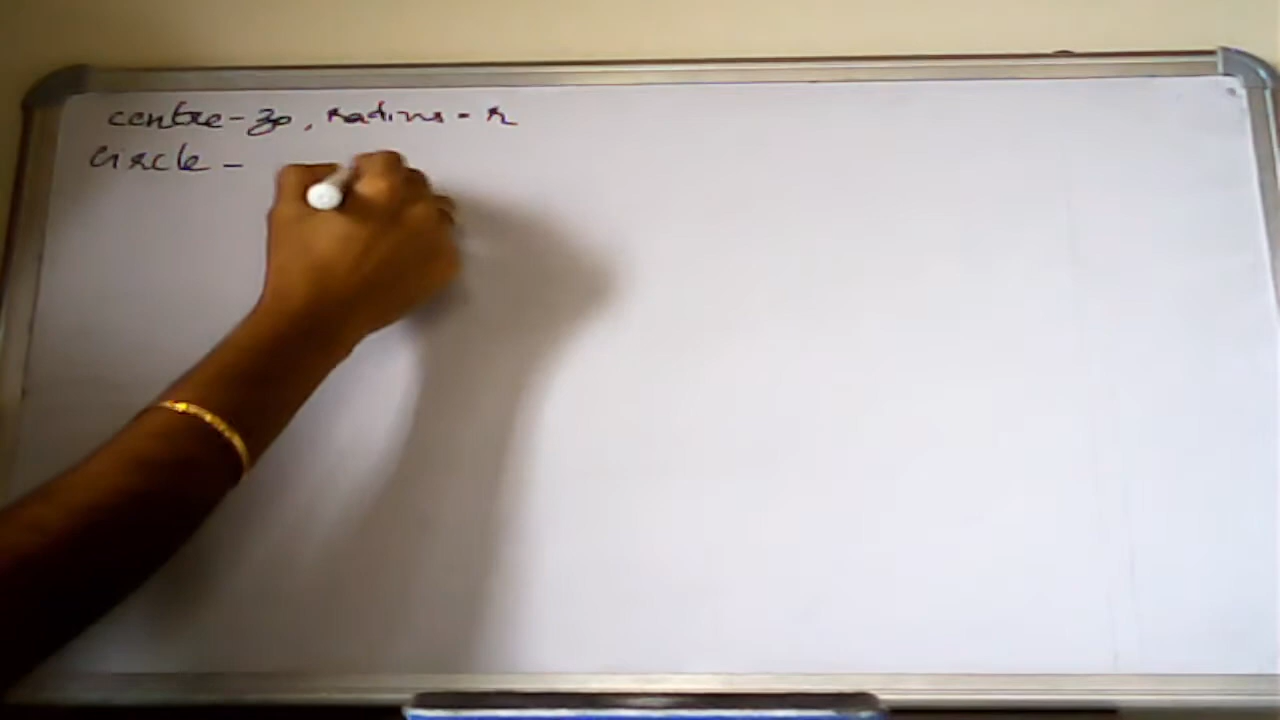 centre - z₀, radius - r
Circle -